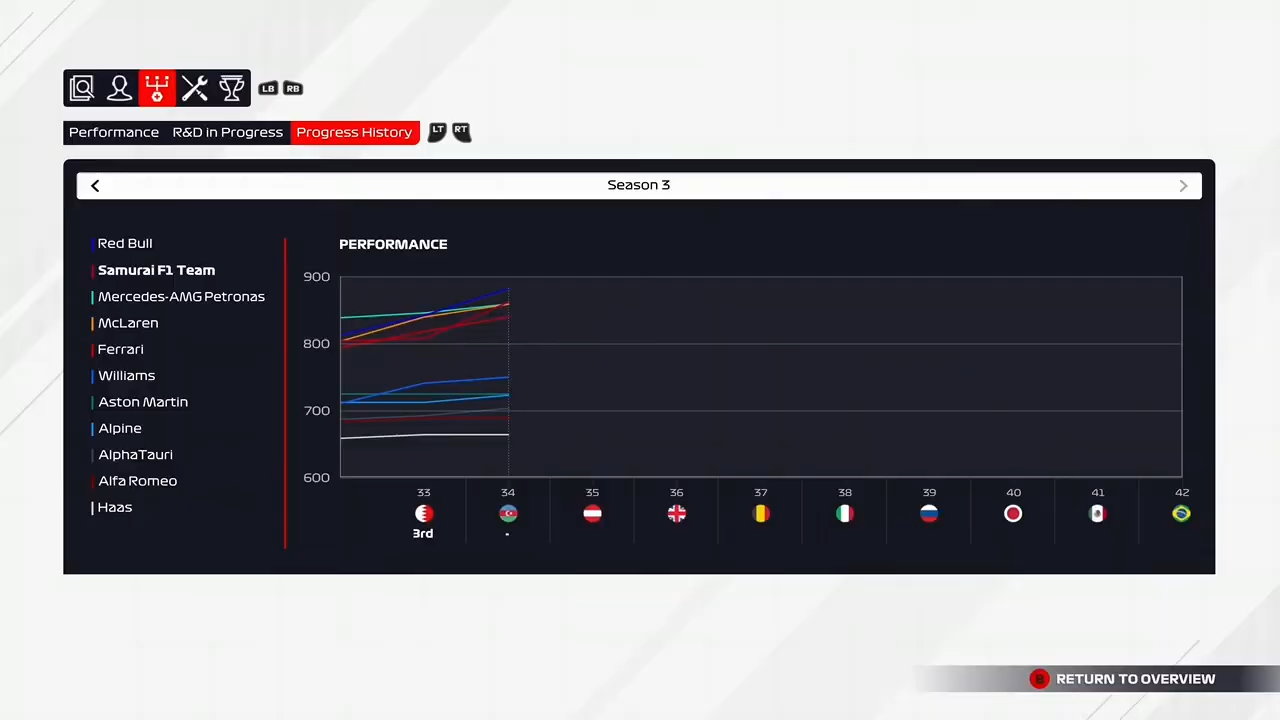 LB RB
Performance R&D in Progress Progress History LT RT
Season 3
Red Bull
Samurai F1 Team
Mercedes-AMG Petronas
McLaren
Ferrari
Williams
Aston Martin
Alpine
AlphaTauri
Alfa Romeo
Haas
PERFORMANCE
900
800
700
600
33 34 35 36 37 38 39 40 41 42
3rd -
B RETURN TO OVERVIEW